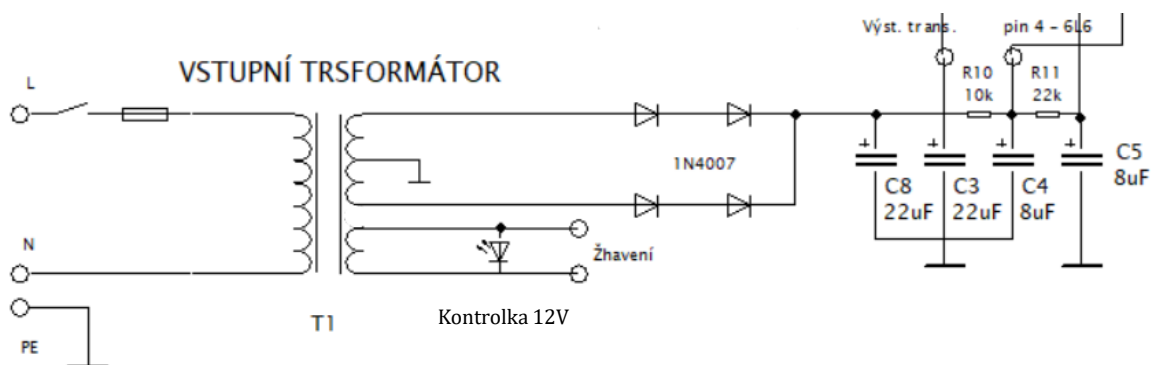 Výst. trans.
pin 4 – 6L6
VSTUPNÍ TRSFORMÁTOR
L
R10
10k
R11
22k
1N4007
C8
22uF
C3
22uF
C4
8uF
C5
8uF
N
Žhavení
T1
Kontrolka 12V
PE
+
+
+
+